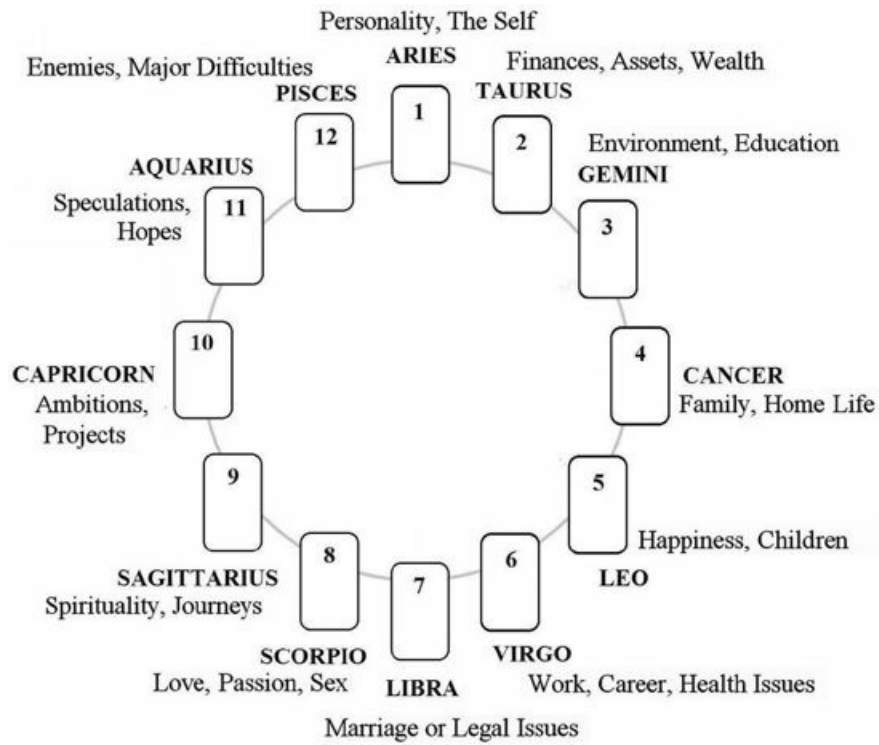 Personality, The Self
ARIES
1
Finances, Assets, Wealth
TAURUS
2
Environment, Education
GEMINI
3
4
CANCER
Family, Home Life
5
Happiness, Children
LEO
6
VIRGO
Work, Career, Health Issues
7
LIBRA
Marriage or Legal Issues
8
SCORPIO
Love, Passion, Sex
9
SAGITTARIUS
Spirituality, Journeys
10
CAPRICORN
Ambitions,
Projects
11
AQUARIUS
Speculations,
Hopes
12
PISCES
Enemies, Major Difficulties